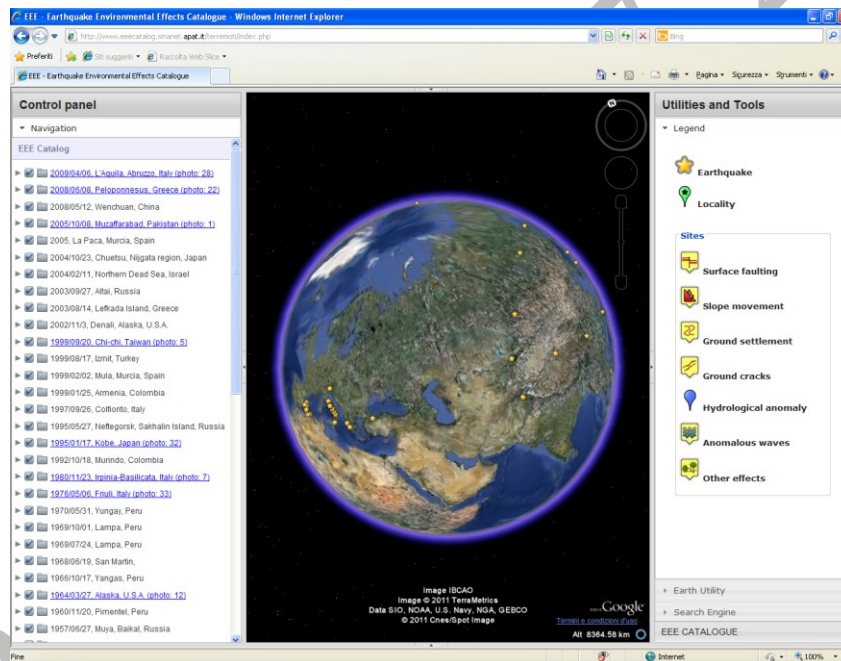 EEE - Earthquake Environmental Effects Catalogue - Windows Internet Explorer
http://www.eeecatalog.sinanet.apat.it/terremoti/index.php
Bing
Preferiti
Siti suggeriti
Raccolta Web Slice
EEE - Earthquake Environmental Effects Catalogue
Pagina
Sicurezza
Strumenti
Control panel
Navigation
EEE Catalog
2009/04/06, L'Aquila, Abruzzo, Italy (photo: 28)
2008/06/08, Peloponnesus, Greece (photo: 22)
2008/05/12, Wenchuan, China
2005/10/08, Muzaffarabad, Pakistan (photo: 1)
2005, La Paca, Murcia, Spain
2004/10/23, Chuetsu, Nijgata region, Japan
2004/02/11, Northern Dead Sea, Israel
2003/09/27, Altai, Russia
2003/08/14, Lefkada Island, Greece
2002/11/3, Denali, Alaska, U.S.A.
1999/09/20, Chi-chi, Taiwan (photo: 5)
1999/08/17, Izmit, Turkey
1999/02/02, Mula, Murcia, Spain
1999/01/25, Armenia, Colombia
1997/09/26, Colfiorito, Italy
1995/05/27, Neftegorsk, Sakhalin Island, Russia
1995/01/17, Kobe, Japan (photo: 32)
1992/10/18, Murindo, Colombia
1980/11/23, Irpinia-Basilicata, Italy (photo: 7)
1976/05/06, Friuli, Italy (photo: 33)
1970/05/31, Yungay, Peru
1969/10/01, Lampa, Peru
1969/07/24, Lampa, Peru
1968/06/19, San Martin,
1966/10/17, Yangas, Peru
1964/03/27, Alaska, U.S.A. (photo: 12)
1960/11/20, Pimentel, Peru
1957/06/27, Muya, Baikal, Russia
N
Image IBCAO
Image © 2011 TerraMetrics
Data SIO, NOAA, U.S. Navy, NGA, GEBCO
© 2011 Cnes/Spot Image
Google
Termini e condizioni d'uso
Alt 8364.58 km
Utilities and Tools
Legend
Earthquake
Locality
Sites
Surface faulting
Slope movement
Ground settlement
Ground cracks
Hydrological anomaly
Anomalous waves
Other effects
Earth Utility
Search Engine
EEE CATALOGUE
Fine
Internet
100%